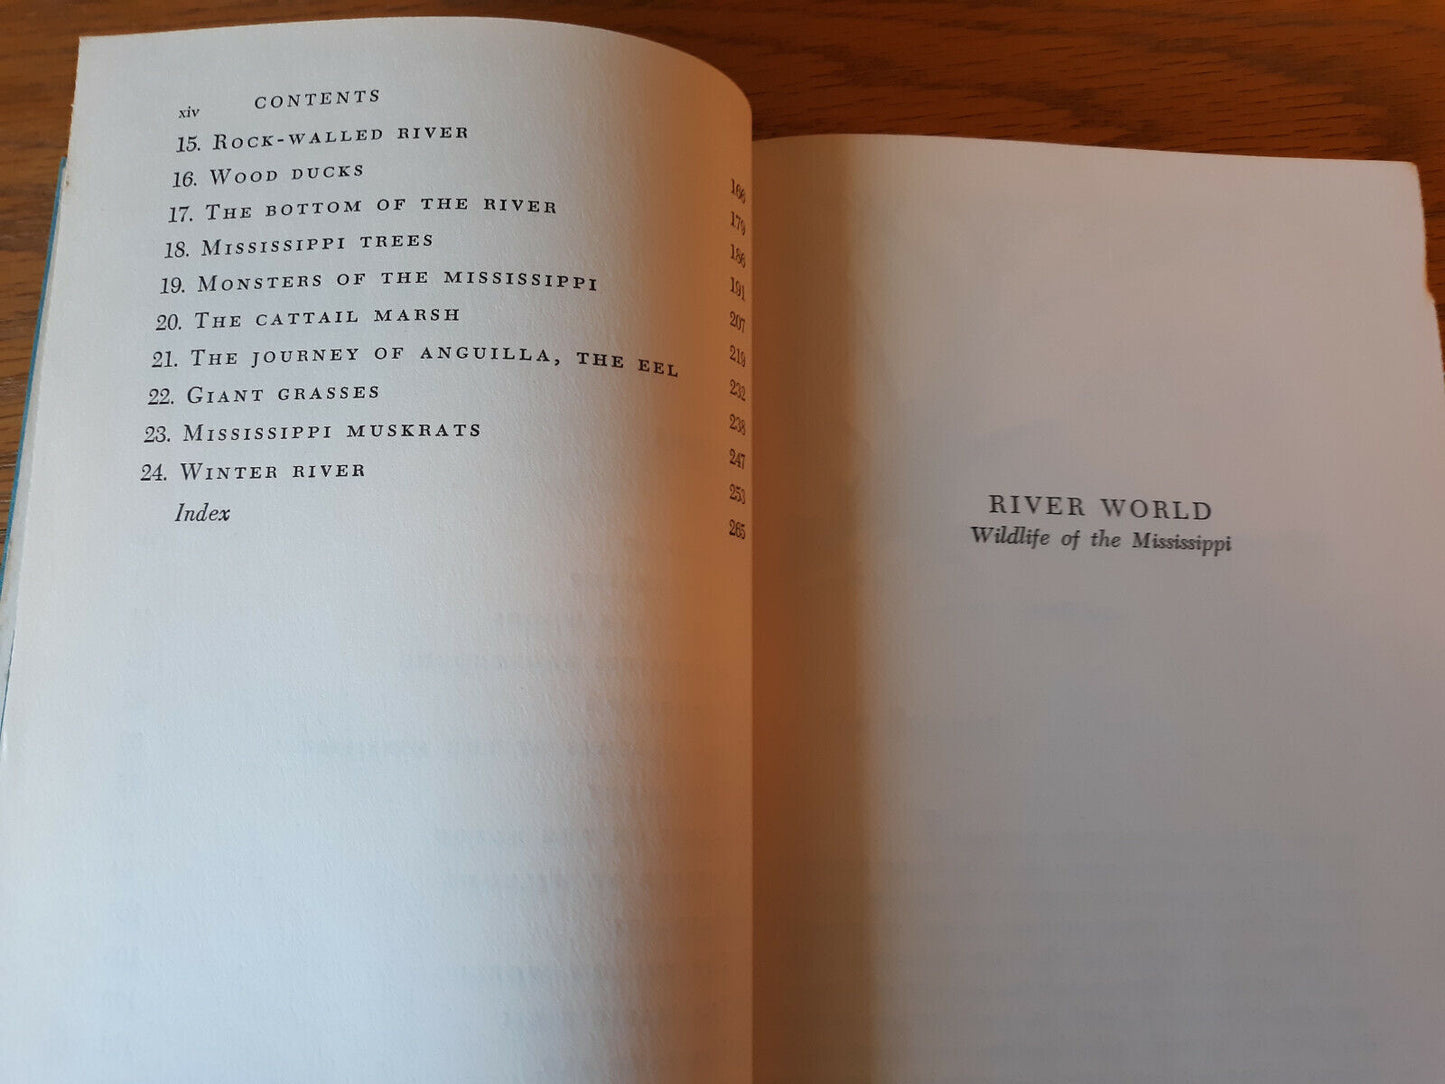 xiv CONTENTS
15. ROCK-WALLED RIVER 166
16. WOOD DUCKS 179
17. THE BOTTOM OF THE RIVER 186
18. MISSISSIPPI TREES 191
19. MONSTERS OF THE MISSISSIPPI 207
20. THE CATTAIL MARSH 219
21. THE JOURNEY OF ANGUILLA, THE EEL 232
22. GIANT GRASSES 238
23. MISSISSIPPI MUSKRATS 247
24. WINTER RIVER 253
Index 265
RIVER WORLD
Wildlife of the Mississippi